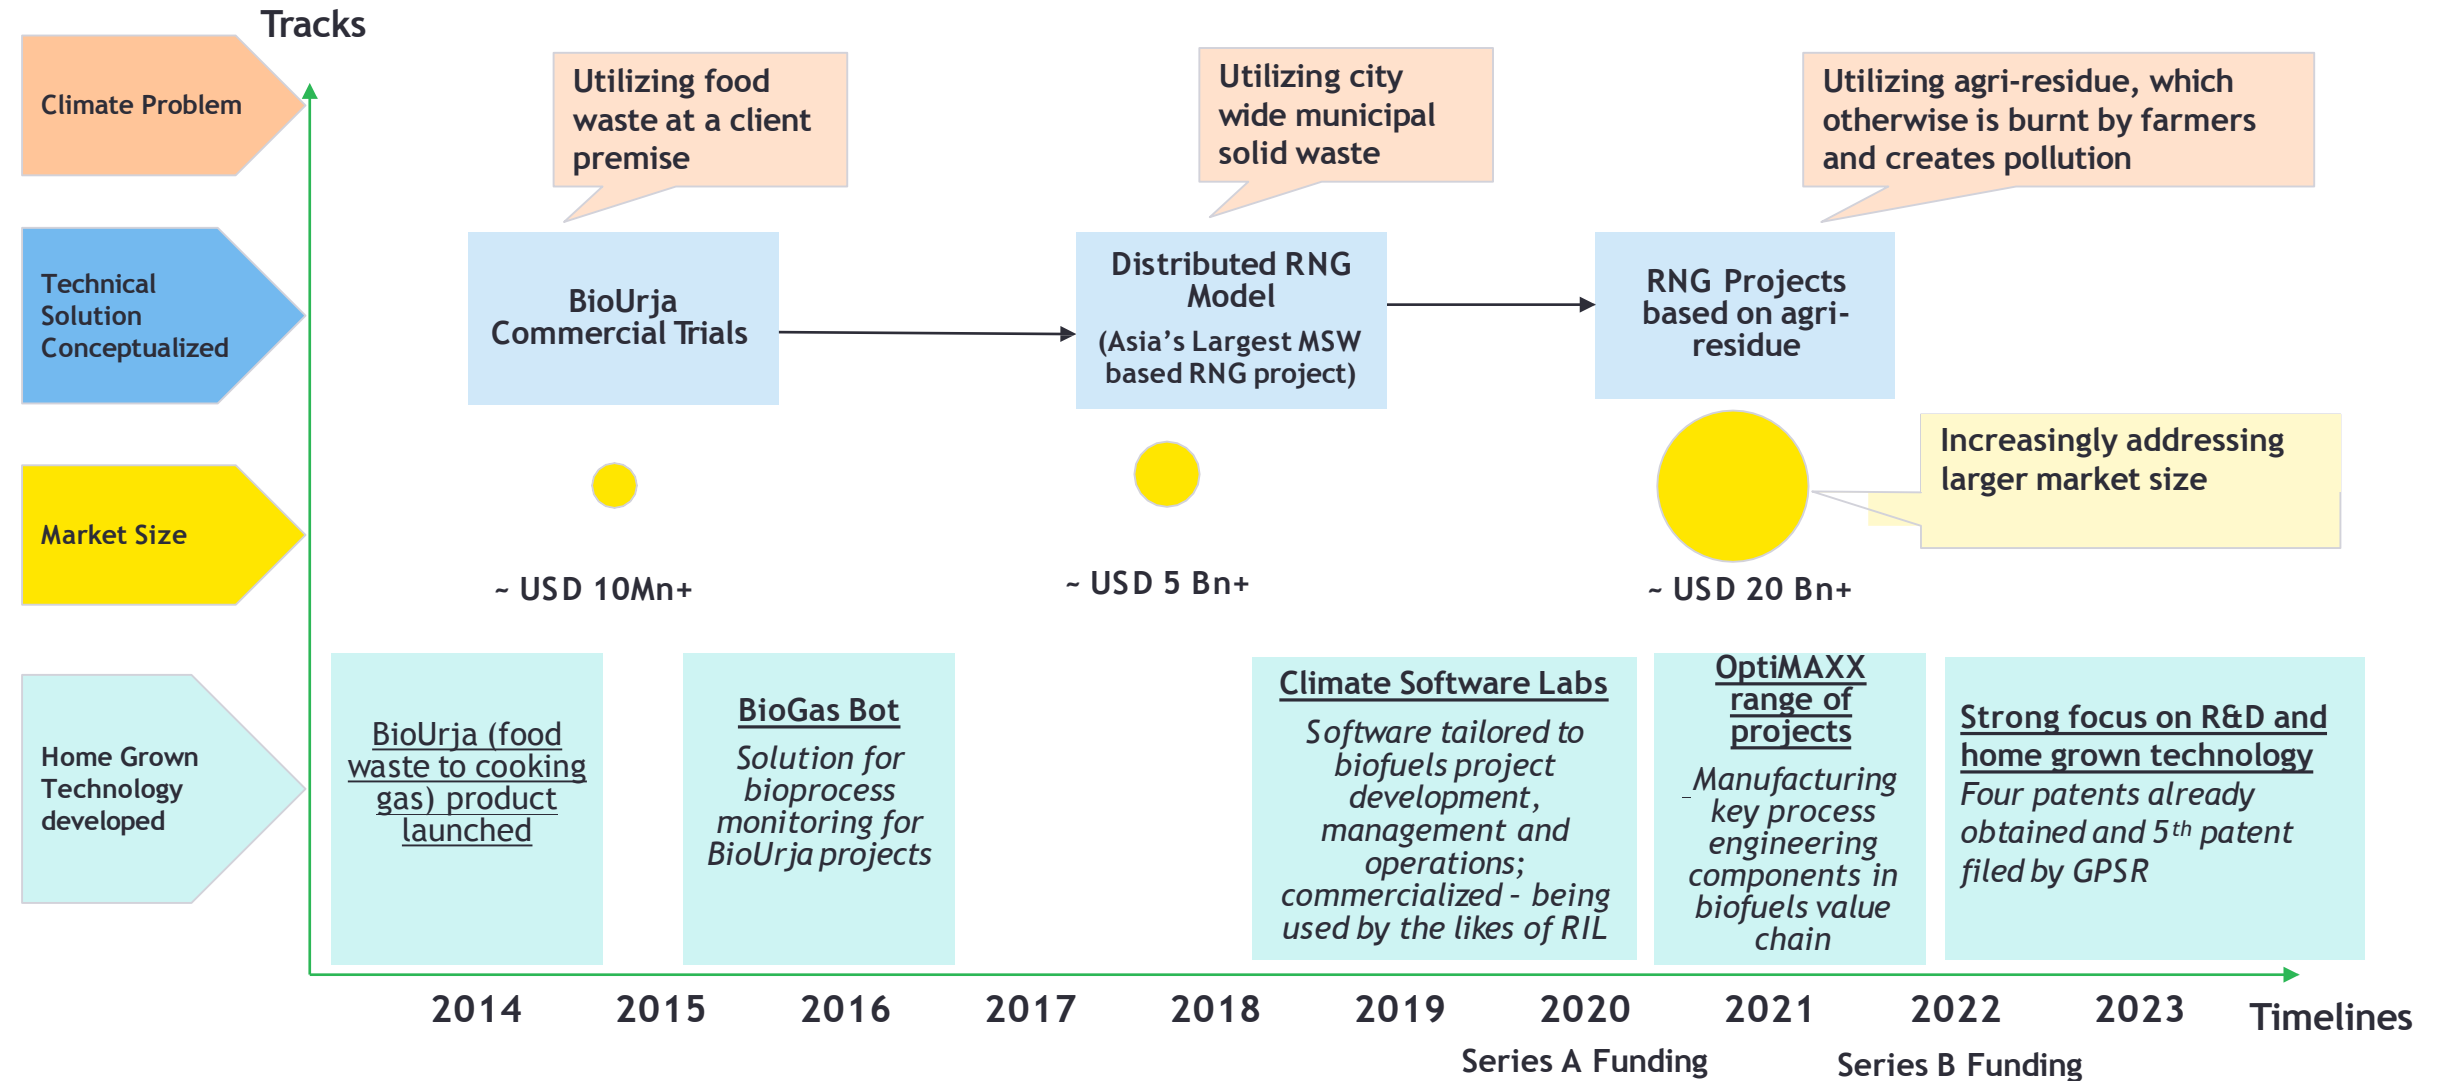 Tracks
Climate Problem
Utilizing food
waste at a client
premise
Utilizing city
wide municipal
solid waste
Utilizing agri-residue, which
otherwise is burnt by farmers
and creates pollution
Technical
Solution
Conceptualized
BioUrja
Commercial Trials
Distributed RNG
Model
(Asia's Largest MSW
based RNG project)
RNG Projects
based on agri-
residue
Market Size
~ USD 10Mn+
~ USD 5 Bn+
~ USD 20 Bn+
Increasingly addressing
larger market size
Home Grown
Technology
developed
BioUrja (food
waste to cooking
gas) product
launched
BioGas Bot
Solution for
bioprocess
monitoring for
BioUrja projects
Climate Software Labs
Software tailored to
biofuels project
development,
management and
operations;
commercialized – being
used by the likes of RIL
OptiMAXX
range of
projects
Manufacturing
key process
engineering
components in
biofuels value
chain
Strong focus on R&D and
home grown technology
Four patents already
obtained and 5th patent
filed by GPSR
2014 2015 2016 2017 2018 2019 2020 2021 2022 2023 Timelines
Series A Funding Series B Funding